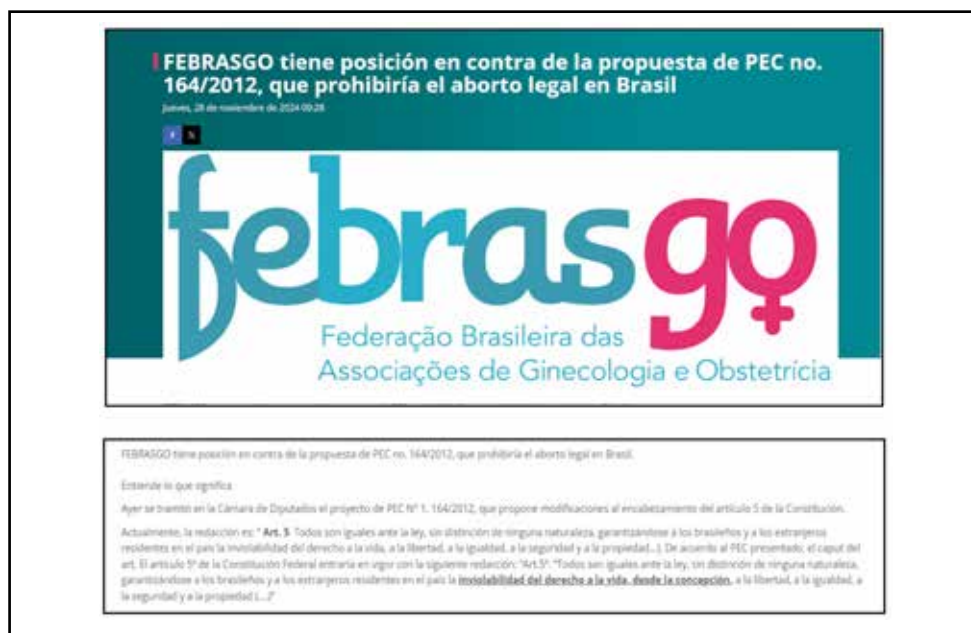 FEBRASGO tiene posición en contra de la propuesta de PEC no.
164/2012, que prohibiría el aborto legal en Brasil
Jueves, 28 de noviembre de 2024 09:28
febrasgo
Federação Brasileira das
Associações de Ginecologia e Obstetrícia
FEBRASGO tiene posición en contra de la propuesta de PEC no. 164/2012, que prohibiría el aborto legal en Brasil.
Entiende lo que significa
Ayer se tramitó en la Cámara de Diputados el proyecto de PEC Nº 1. 164/2012, que propone modificaciones al encabezamiento del artículo 5 de la Constitución.
Actualmente, la redacción es: " Art. 5 Todos son iguales ante la ley, sin distinción de ninguna naturaleza, garantizándose a los brasileños y a los extranjeros
residentes en el país la inviolabilidad del derecho a la vida, a la libertad, a la igualdad, a la seguridad y a la propiedad(...). De acuerdo al PEC presentado, el caput del
art. El artículo 5º de la Constitución Federal entraría en vigor con la siguiente redacción: "Art.5º. "Todos son iguales ante la ley, sin distinción de ninguna naturaleza,
garantizándose a los brasileños y a los extranjeros residentes en el país la inviolabilidad del derecho a la vida, desde la concepción, a la libertad, a la igualdad, a
la seguridad y a la propiedad (...)"